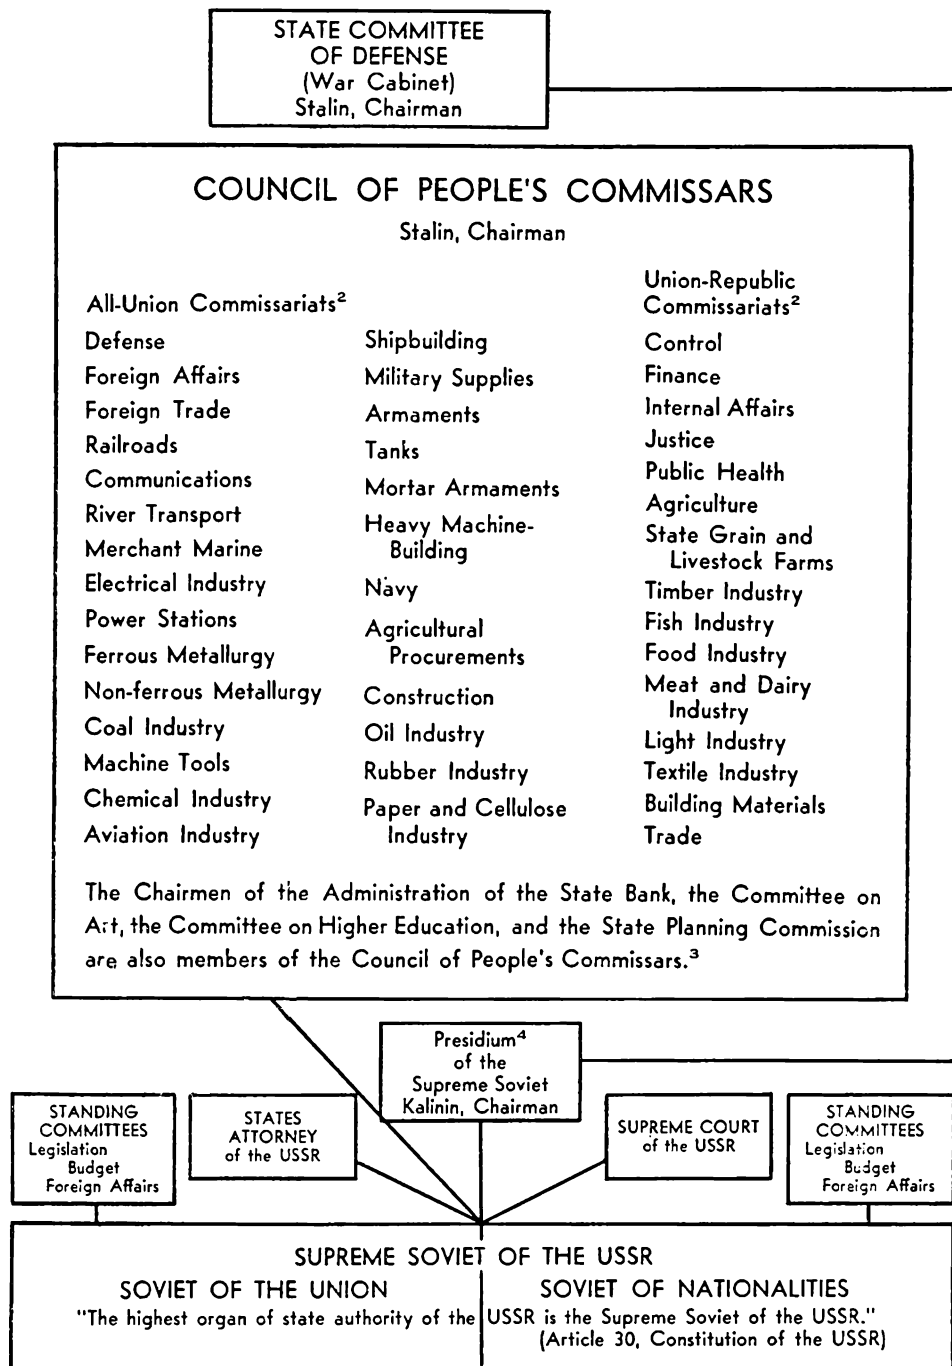 STATE COMMITTEE
OF DEFENSE
(War Cabinet)
Stalin, Chairman
COUNCIL OF PEOPLE'S COMMISSARS
Stalin, Chairman
All-Union Commissariats²
Defense
Foreign Affairs
Foreign Trade
Railroads
Communications
River Transport
Merchant Marine
Electrical Industry
Power Stations
Ferrous Metallurgy
Non-ferrous Metallurgy
Coal Industry
Machine Tools
Chemical Industry
Aviation Industry
Shipbuilding
Military Supplies
Armaments
Tanks
Mortar Armaments
Heavy Machine-
Building
Navy
Agricultural
Procurements
Construction
Oil Industry
Rubber Industry
Paper and Cellulose
Industry
Union-Republic
Commissariats²
Control
Finance
Internal Affairs
Justice
Public Health
Agriculture
State Grain and
Livestock Farms
Timber Industry
Fish Industry
Food Industry
Meat and Dairy
Industry
Light Industry
Textile Industry
Building Materials
Trade
The Chairmen of the Administration of the State Bank, the Committee on
Art, the Committee on Higher Education, and the State Planning Commission
are also members of the Council of People's Commissars.³
Presidium⁴
of the
Supreme Soviet
Kalinin, Chairman
STANDING
COMMITTEES
Legislation
Budget
Foreign Affairs
STATES
ATTORNEY
of the USSR
SUPREME COURT
of the USSR
STANDING
COMMITTEES
Legislation
Budget
Foreign Affairs
SUPREME SOVIET OF THE USSR
SOVIET OF THE UNION SOVIET OF NATIONALITIES
"The highest organ of state authority of the USSR is the Supreme Soviet of the USSR."
(Article 30, Constitution of the USSR)